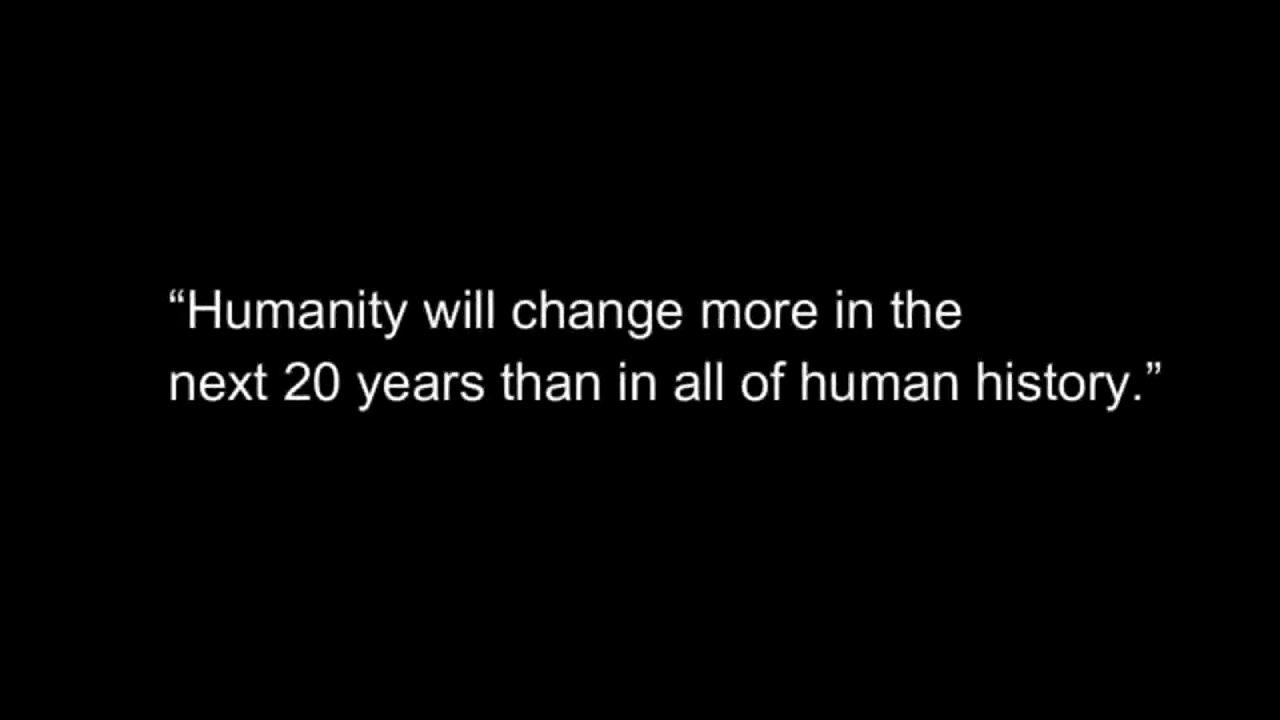 “Humanity will change more in the
next 20 years than in all of human history.”